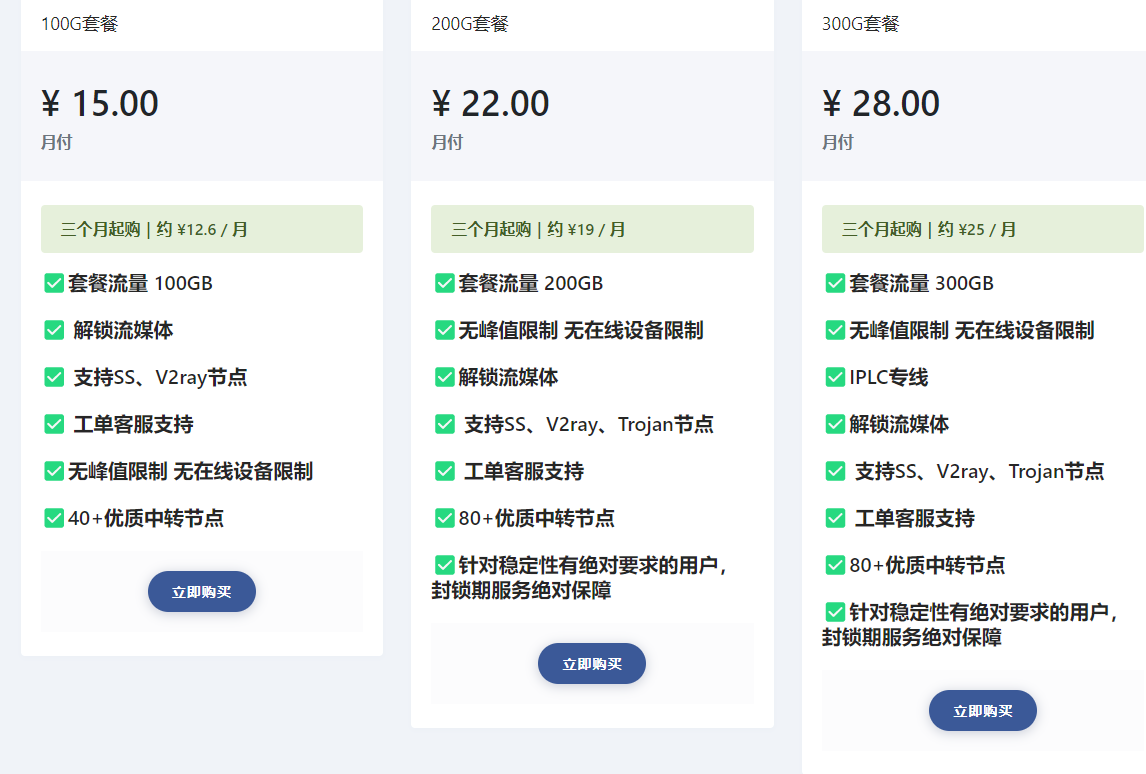 100G套餐
¥ 15.00
月付
三个月起购 | 约 ¥12.6 / 月
✅套餐流量 100GB
✅ 解锁流媒体
✅ 支持SS、V2ray节点
✅ 工单客服支持
✅无峰值限制 无在线设备限制
✅40+优质中转节点
立即购买
200G套餐
¥ 22.00
月付
三个月起购 | 约 ¥19 / 月
✅套餐流量 200GB
✅无峰值限制 无在线设备限制
✅解锁流媒体
✅ 支持SS、V2ray、Trojan节点
✅ 工单客服支持
✅80+优质中转节点
✅针对稳定性有绝对要求的用户，
封锁期服务绝对保障
立即购买
300G套餐
¥ 28.00
月付
三个月起购 | 约 ¥25 / 月
✅套餐流量 300GB
✅无峰值限制 无在线设备限制
✅IPLC专线
✅解锁流媒体
✅ 支持SS、V2ray、Trojan节点
✅ 工单客服支持
✅80+优质中转节点
✅针对稳定性有绝对要求的用户，
封锁期服务绝对保障
立即购买